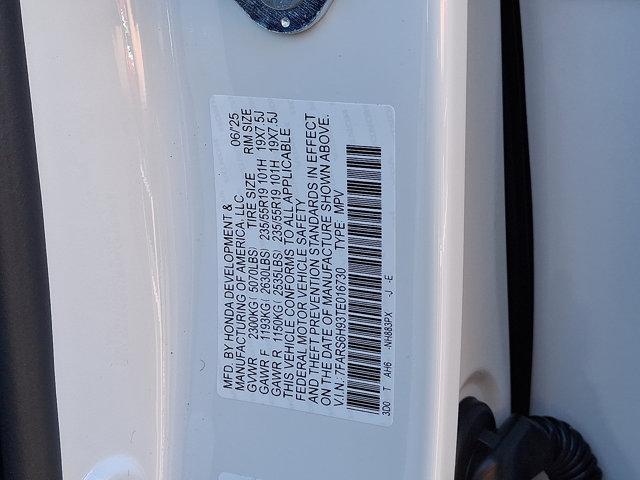 MFD. BY HONDA DEVELOPMENT &
MANUFACTURING OF AMERICA, LLC 06/'25
GVWR 2300KG ( 5070LBS) TIRE SIZE RIM SIZE
GAWR F 1193KG ( 2630LBS) 235/55R19 101H 19X7.5J
GAWR R 1150KG ( 2535LBS) 235/55R19 101H 19X7.5J
THIS VEHICLE CONFORMS TO ALL APPLICABLE
FEDERAL MOTOR VEHICLE SAFETY
AND THEFT PREVENTION STANDARDS IN EFFECT
ON THE DATE OF MANUFACTURE SHOWN ABOVE.
V.I.N. 7FARS6H93TE016730 TYPE MPV
3D0 T AH6 -NH883PX -J -E